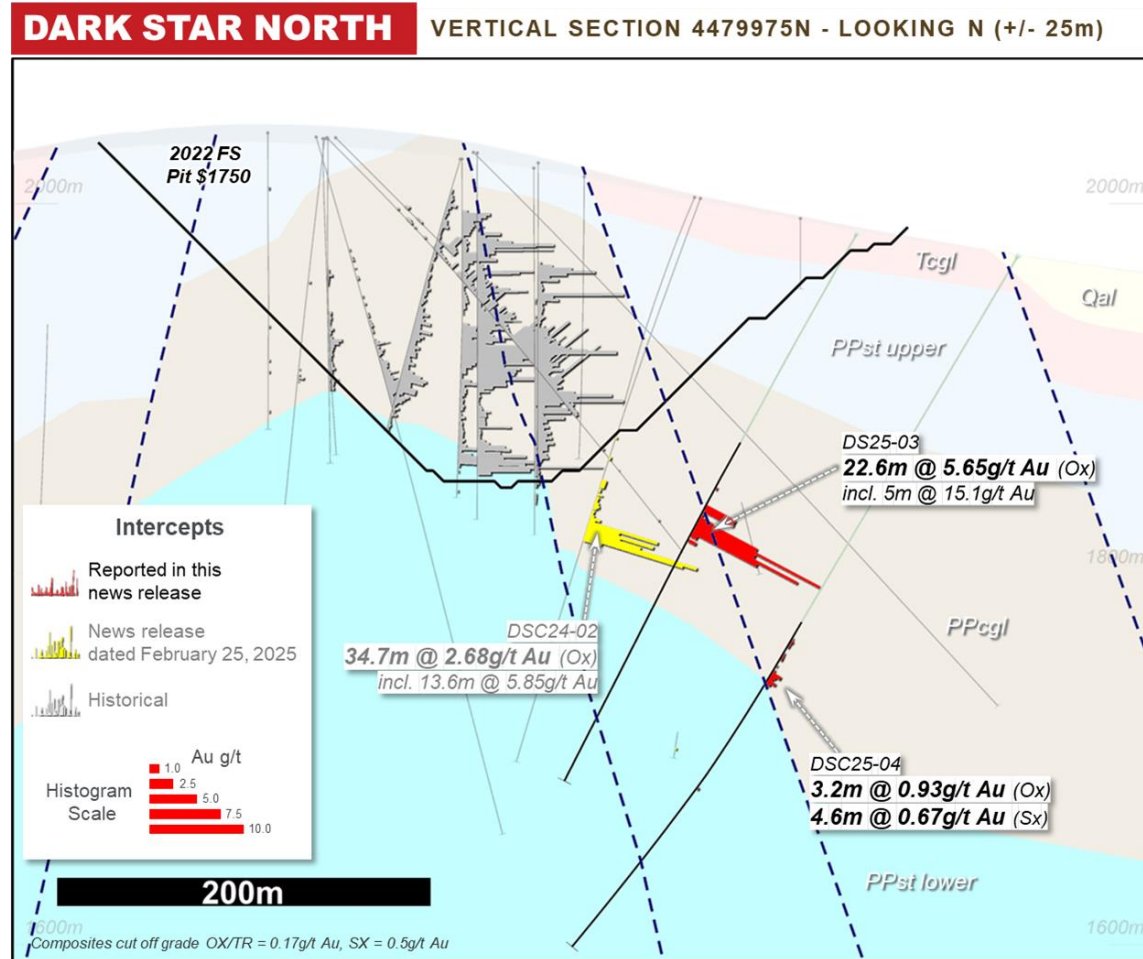 DARK STAR NORTH
VERTICAL SECTION 4479975N - LOOKING N (+/- 25m)
2022 FS
Pit $1750
2000m
2000m
Tcgl
Qal
PPst upper
DS25-03
22.6m @ 5.65g/t Au (Ox)
incl. 5m @ 15.1g/t Au
1800m
PPcgl
DSC24-02
34.7m @ 2.68g/t Au (Ox)
incl. 13.6m @ 5.85g/t Au
DSC25-04
3.2m @ 0.93g/t Au (Ox)
4.6m @ 0.67g/t Au (Sx)
PPst lower
Intercepts
Reported in this
news release
News release
dated February 25, 2025
Historical
Au g/t
Histogram
Scale
1.0
2.5
5.0
7.5
10.0
200m
1600m
1600m
Composites cut off grade OX/TR = 0.17g/t Au, SX = 0.5g/t Au